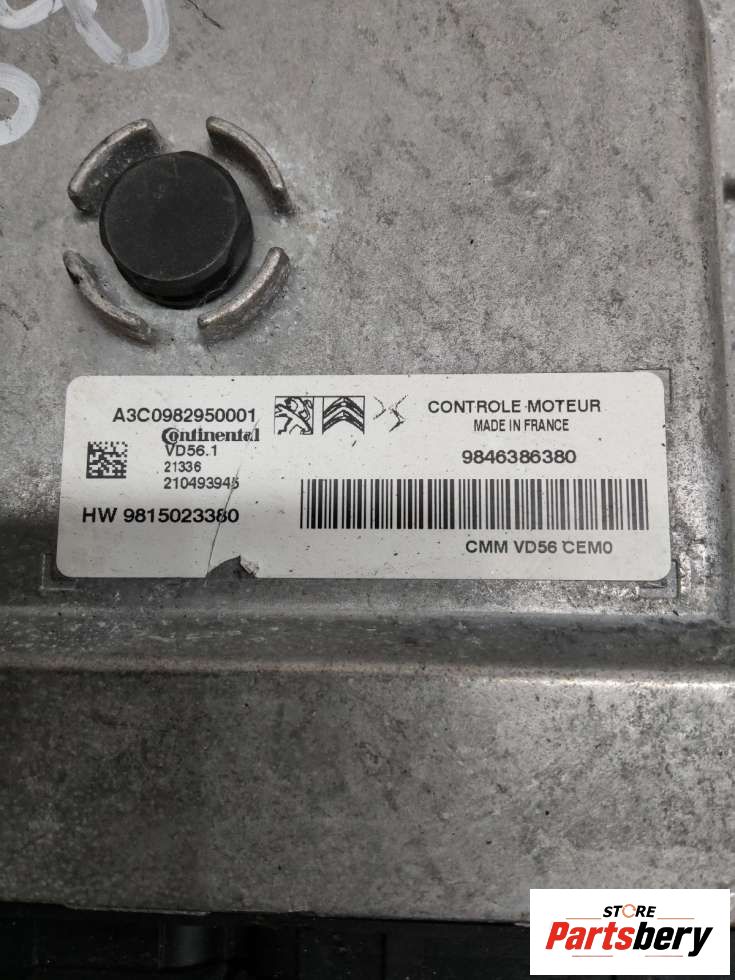 A3C0982950001
Continental
VD56.1
21336
210493945
HW 9815023380
CONTROLE MOTEUR
MADE IN FRANCE
9846386380
CMM VD56 CEM0
STORE
Partsbery